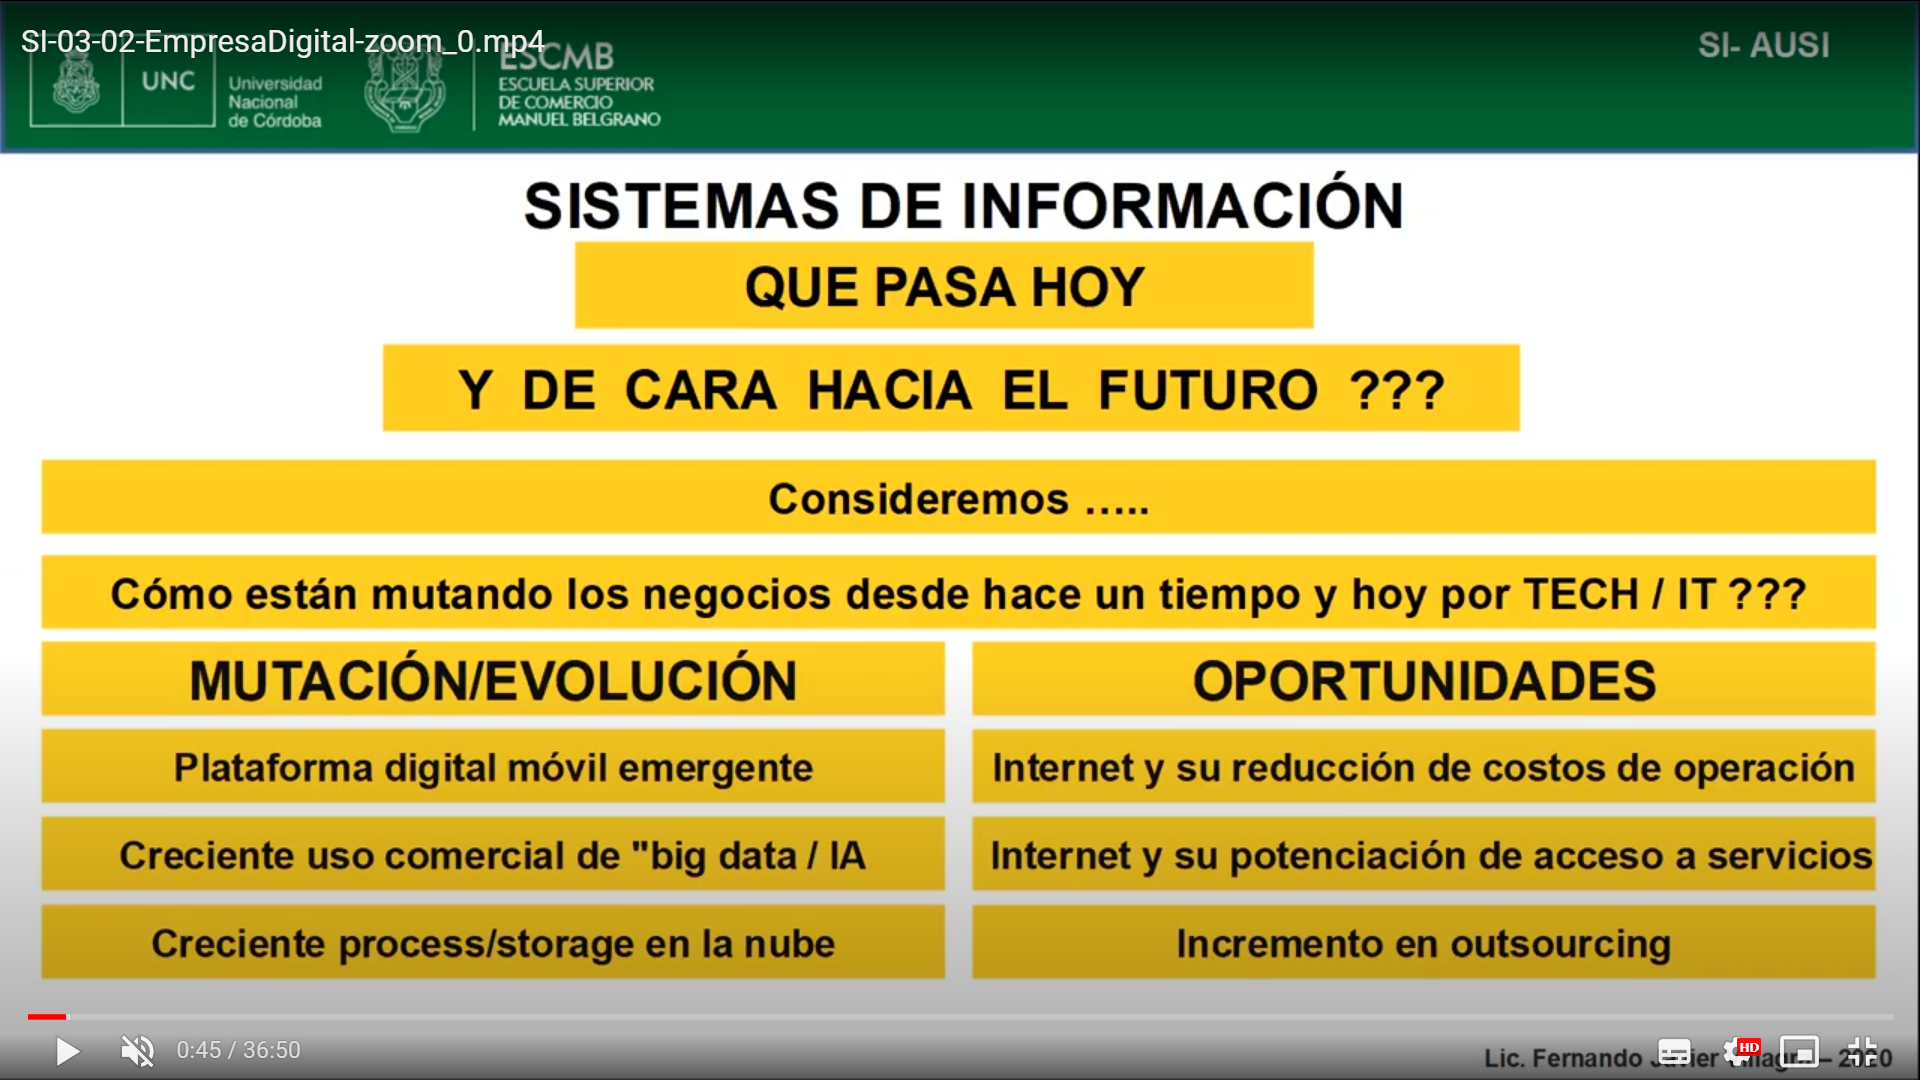 SI-03-02-EmpresaDigital-zoom_0.mp4
UNC
Universidad
Nacional
de Córdoba
ESCMB
ESCUELA SUPERIOR
DE COMERCIO
MANUEL BELGRANO
SI- AUSI
SISTEMAS DE INFORMACIÓN
QUE PASA HOY
Y DE CARA HACIA EL FUTURO ???
Consideremos …..
Cómo están mutando los negocios desde hace un tiempo y hoy por TECH / IT ???
MUTACIÓN/EVOLUCIÓN
OPORTUNIDADES
Plataforma digital móvil emergente
Internet y su reducción de costos de operación
Creciente uso comercial de "big data / IA
Internet y su potenciación de acceso a servicios
Creciente process/storage en la nube
Incremento en outsourcing
0:45 / 36:50
HD
Lic. Fernando Javier – 2020